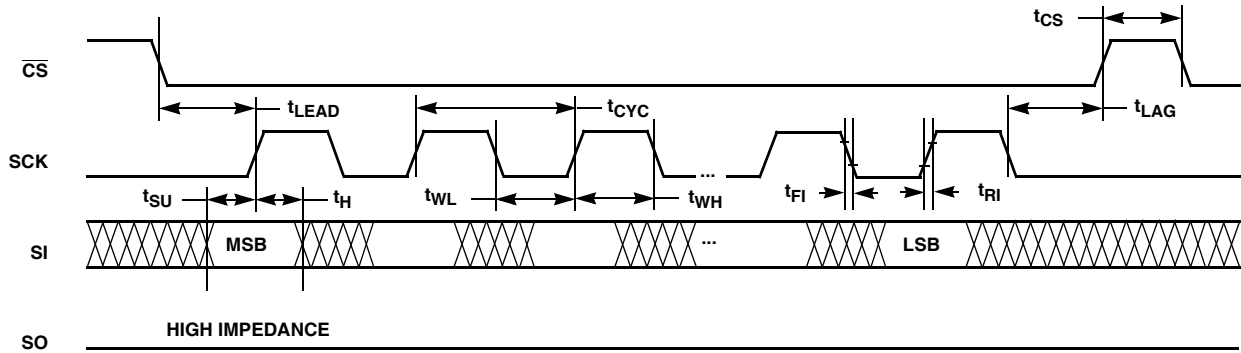 tCS
CS
tLEAD
tCYC
tLAG
SCK
...
tSU
tH
tWL
tWH
tFI
tRI
SI
MSB
...
LSB
HIGH IMPEDANCE
SO